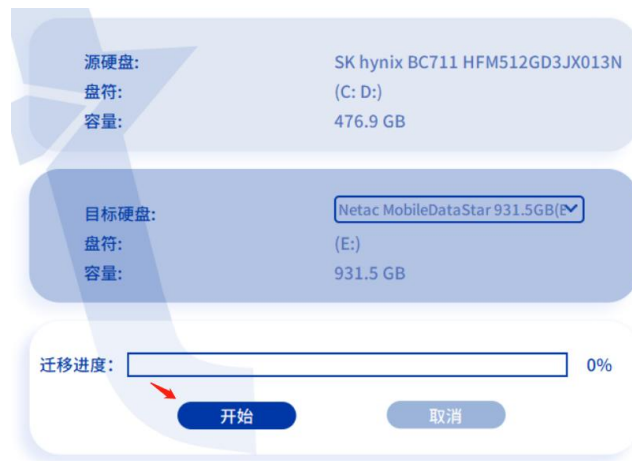 源硬盘: SK hynix BC711 HFM512GD3JX013N
盘符: (C: D:)
容量: 476.9 GB
目标硬盘: Netac MobileDataStar 931.5GB(E
盘符: (E:)
容量: 931.5 GB
迁移进度: 0%
开始 取消